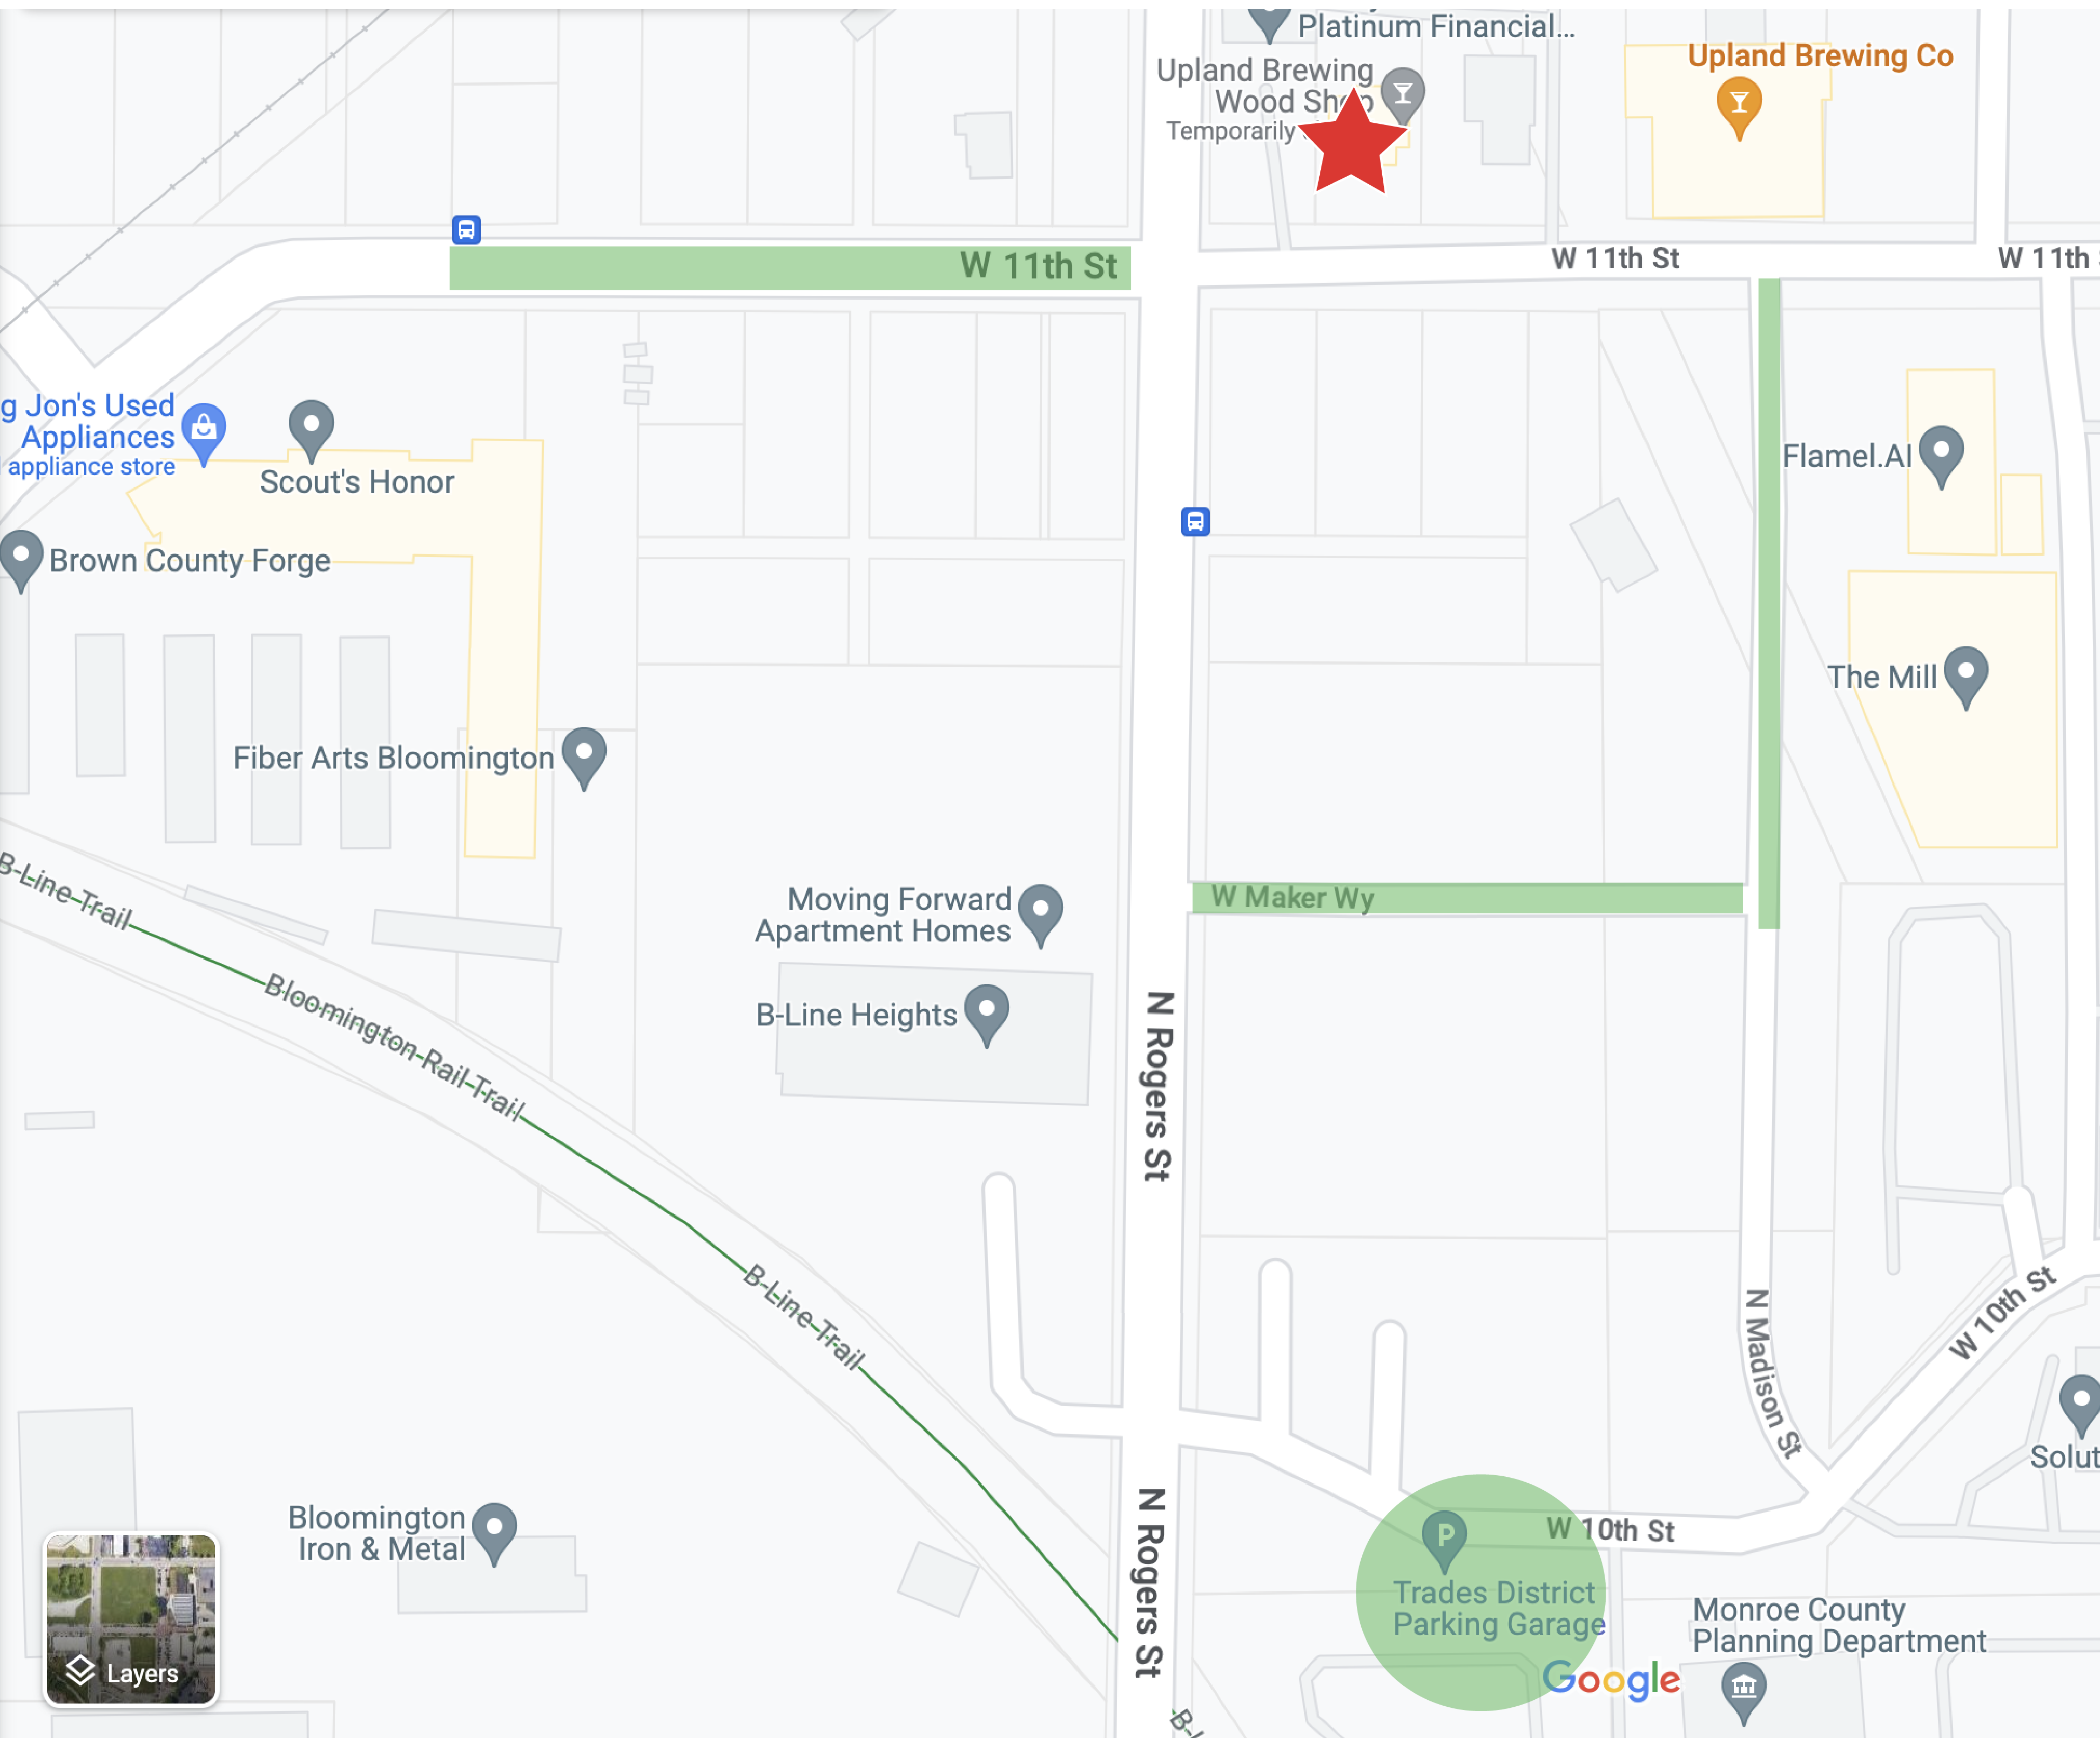 Platinum Financial...
Upland Brewing
Wood Shop
Temporarily
Upland Brewing Co
W 11th St
W 11th St
W 11th
g Jon's Used
Appliances
appliance store
Scout's Honor
Brown County Forge
Flamel.AI
The Mill
Fiber Arts Bloomington
B-Line Trail
Moving Forward
Apartment Homes
W Maker Wy
Bloomington Rail Trail
B-Line Heights
N Rogers St
B-Line Trail
N Madison St
W 10th St
Solut
Bloomington
Iron & Metal
N Rogers St
P
W 10th St
Trades District
Parking Garage
Monroe County
Planning Department
Layers
Google
B-L